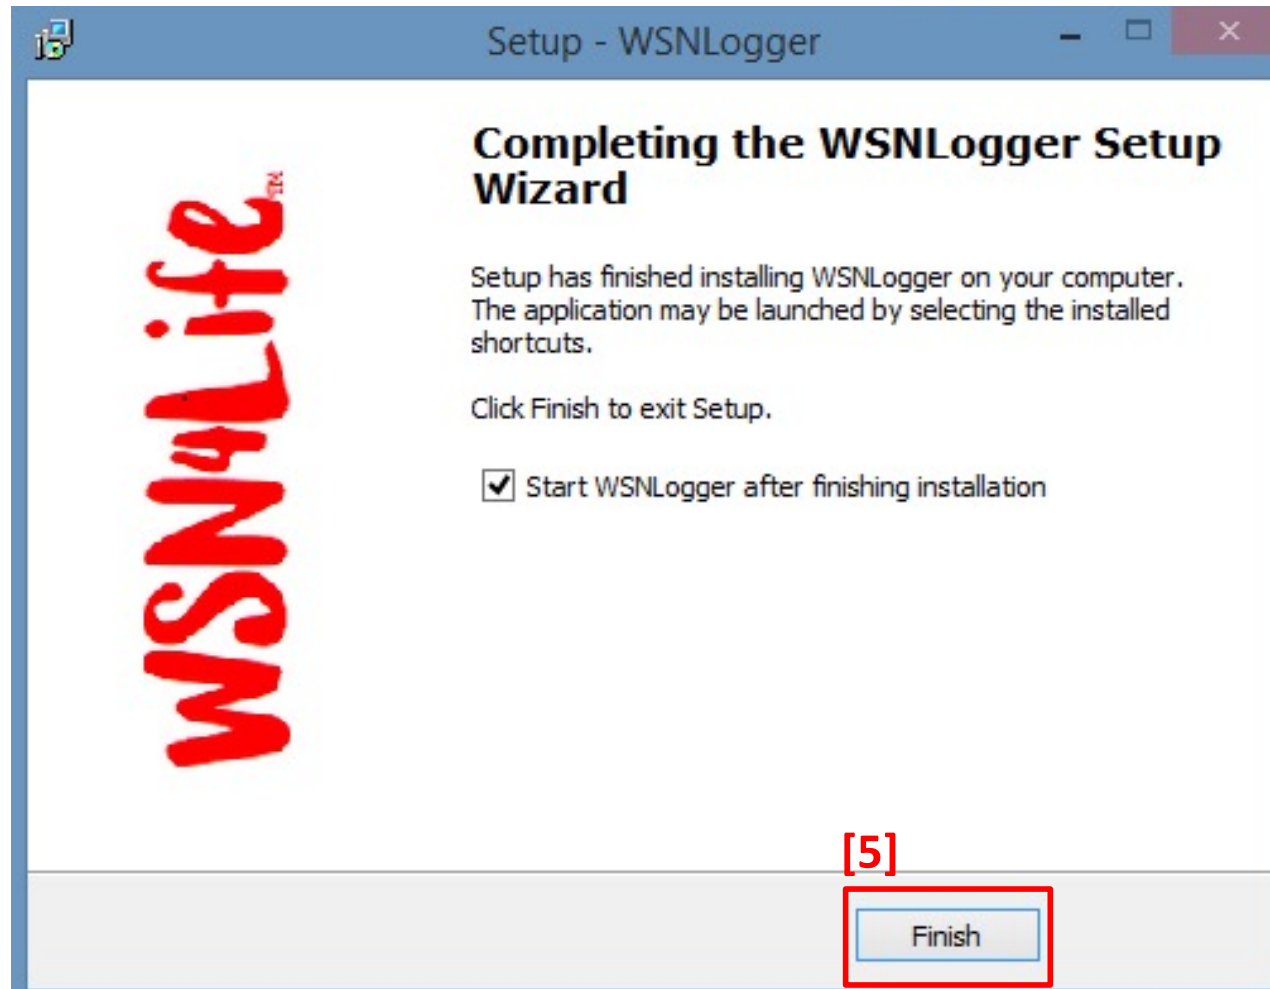 Setup - WSNLogger
Completing the WSNLogger Setup
Wizard
WSN4Life™
Setup has finished installing WSNLogger on your computer.
The application may be launched by selecting the installed
shortcuts.
Click Finish to exit Setup.
Start WSNLogger after finishing installation
[5]
Finish